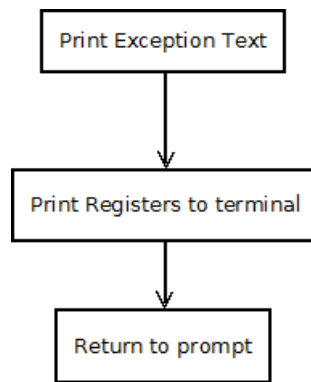 Print Exception Text
Print Registers to terminal
Return to prompt